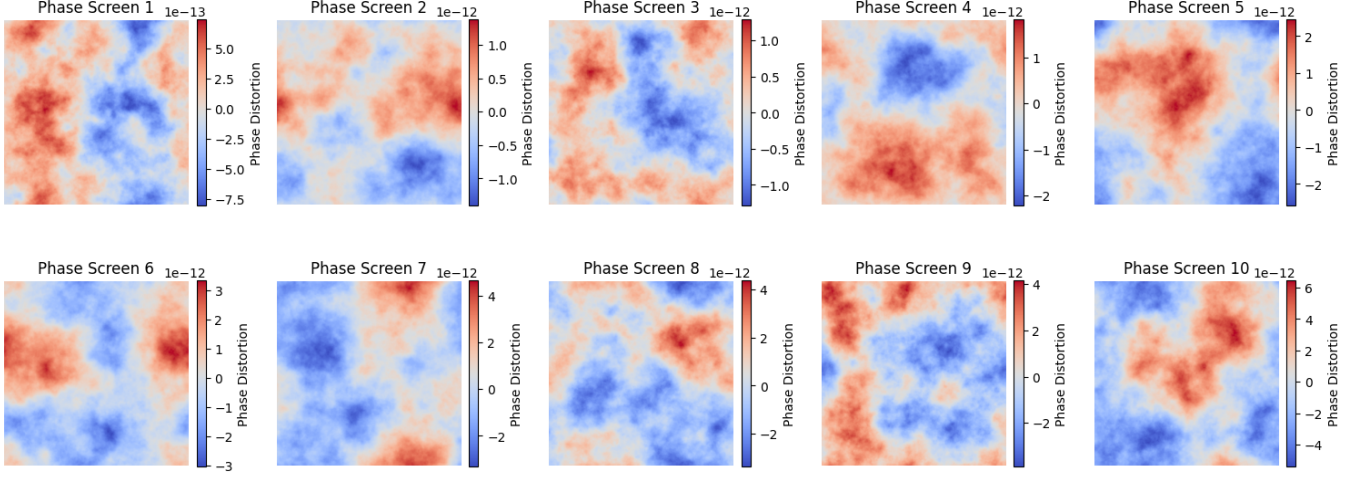 Phase Screen 1
1e−13
5.0
2.5
0.0
−2.5
−5.0
−7.5
Phase Distortion
Phase Screen 2
1e−12
1.0
0.5
0.0
−0.5
−1.0
Phase Distortion
Phase Screen 3
1e−12
1.0
0.5
0.0
−0.5
−1.0
Phase Distortion
Phase Screen 4
1e−12
1
0
−1
−2
Phase Distortion
Phase Screen 5
1e−12
2
1
0
−1
−2
Phase Distortion
Phase Screen 6
1e−12
3
2
1
0
−1
−2
−3
Phase Distortion
Phase Screen 7
1e−12
4
2
0
−2
Phase Distortion
Phase Screen 8
1e−12
4
2
0
−2
Phase Distortion
Phase Screen 9
1e−12
4
2
0
−2
Phase Distortion
Phase Screen 10
1e−12
6
4
2
0
−2
−4
Phase Distortion